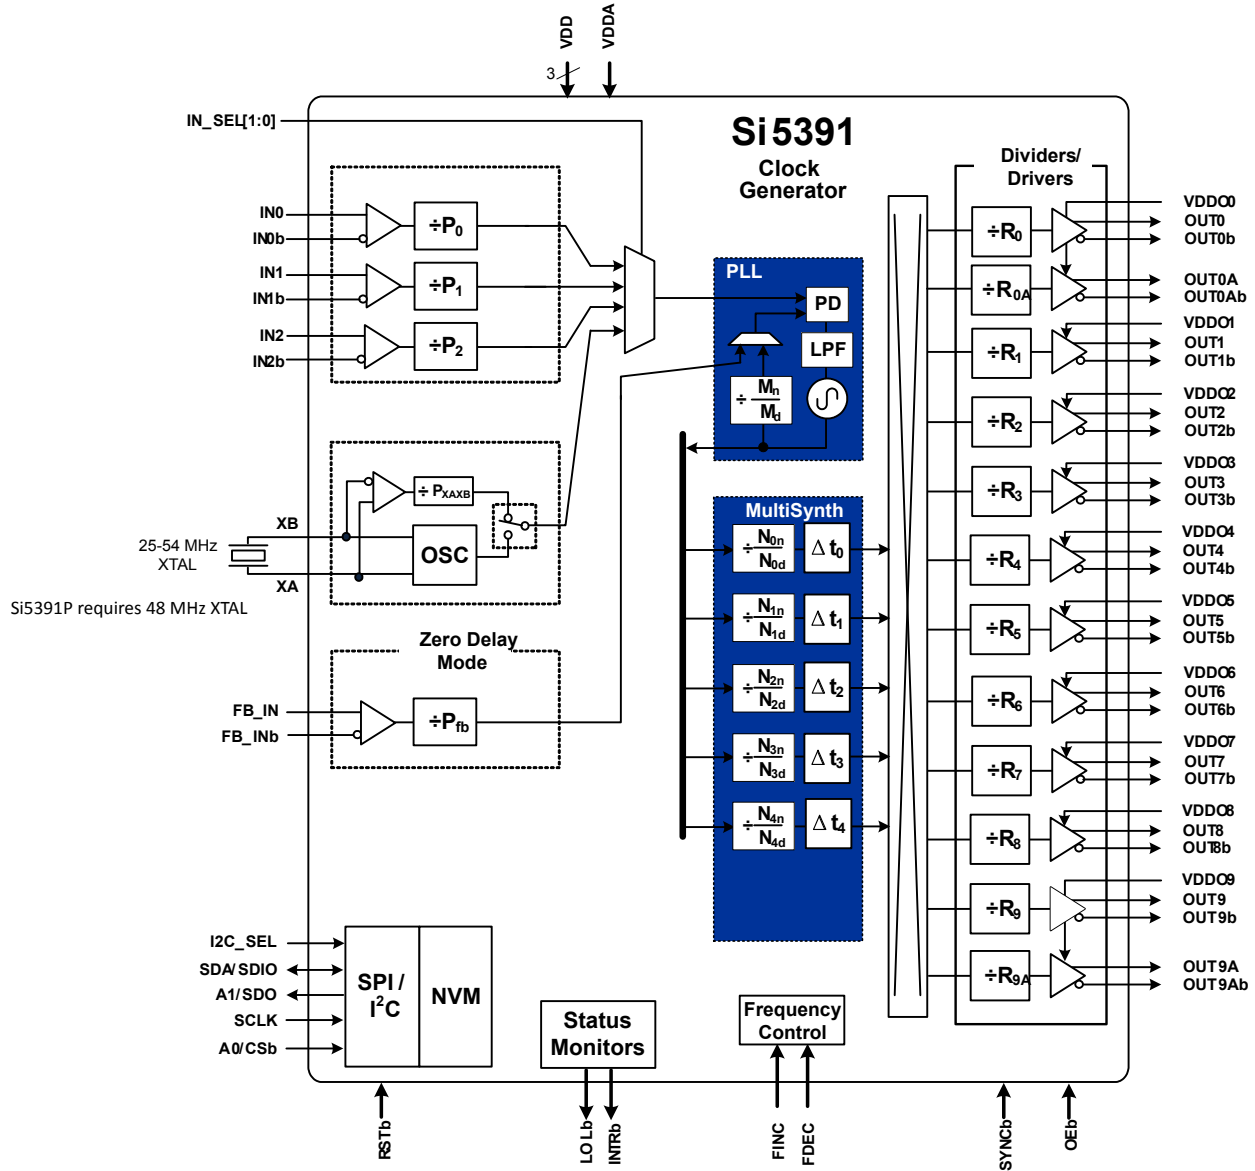 VDD
VDDA
3
IN_SEL[1:0]
Si5391
Clock
Generator
Dividers/
Drivers
IN0
IN0b
÷P0
IN1
IN1b
÷P1
IN2
IN2b
÷P2
PLL
PD
LPF
÷ Mn
Md
XB
25-54 MHz
XTAL
XA
Si5391P requires 48 MHz XTAL
÷ PXAXB
OSC
Zero Delay
Mode
FB_IN
FB_INb
÷Pfb
MultiSynth
÷ N0n
N0d
Δ t0
÷ N1n
N1d
Δ t1
÷ N2n
N2d
Δ t2
÷ N3n
N3d
Δ t3
÷ N4n
N4d
Δ t4
÷R0
VDDO0
OUT0
OUT0b
÷R0A
OUT0A
OUT0Ab
÷R1
VDDO1
OUT1
OUT1b
÷R2
VDDO2
OUT2
OUT2b
÷R3
VDDO3
OUT3
OUT3b
÷R4
VDDO4
OUT4
OUT4b
÷R5
VDDO5
OUT5
OUT5b
÷R6
VDDO6
OUT6
OUT6b
÷R7
VDDO7
OUT7
OUT7b
÷R8
VDDO8
OUT8
OUT8b
÷R9
VDDO9
OUT9
OUT9b
÷R9A
OUT9A
OUT9Ab
I2C_SEL
SDA/SDIO
A1/SDO
SCLK
A0/CSb
SPI /
I²C
NVM
Status
Monitors
Frequency
Control
RSTb
LOLb
INTRb
FINC
FDEC
SYNCb
OEb